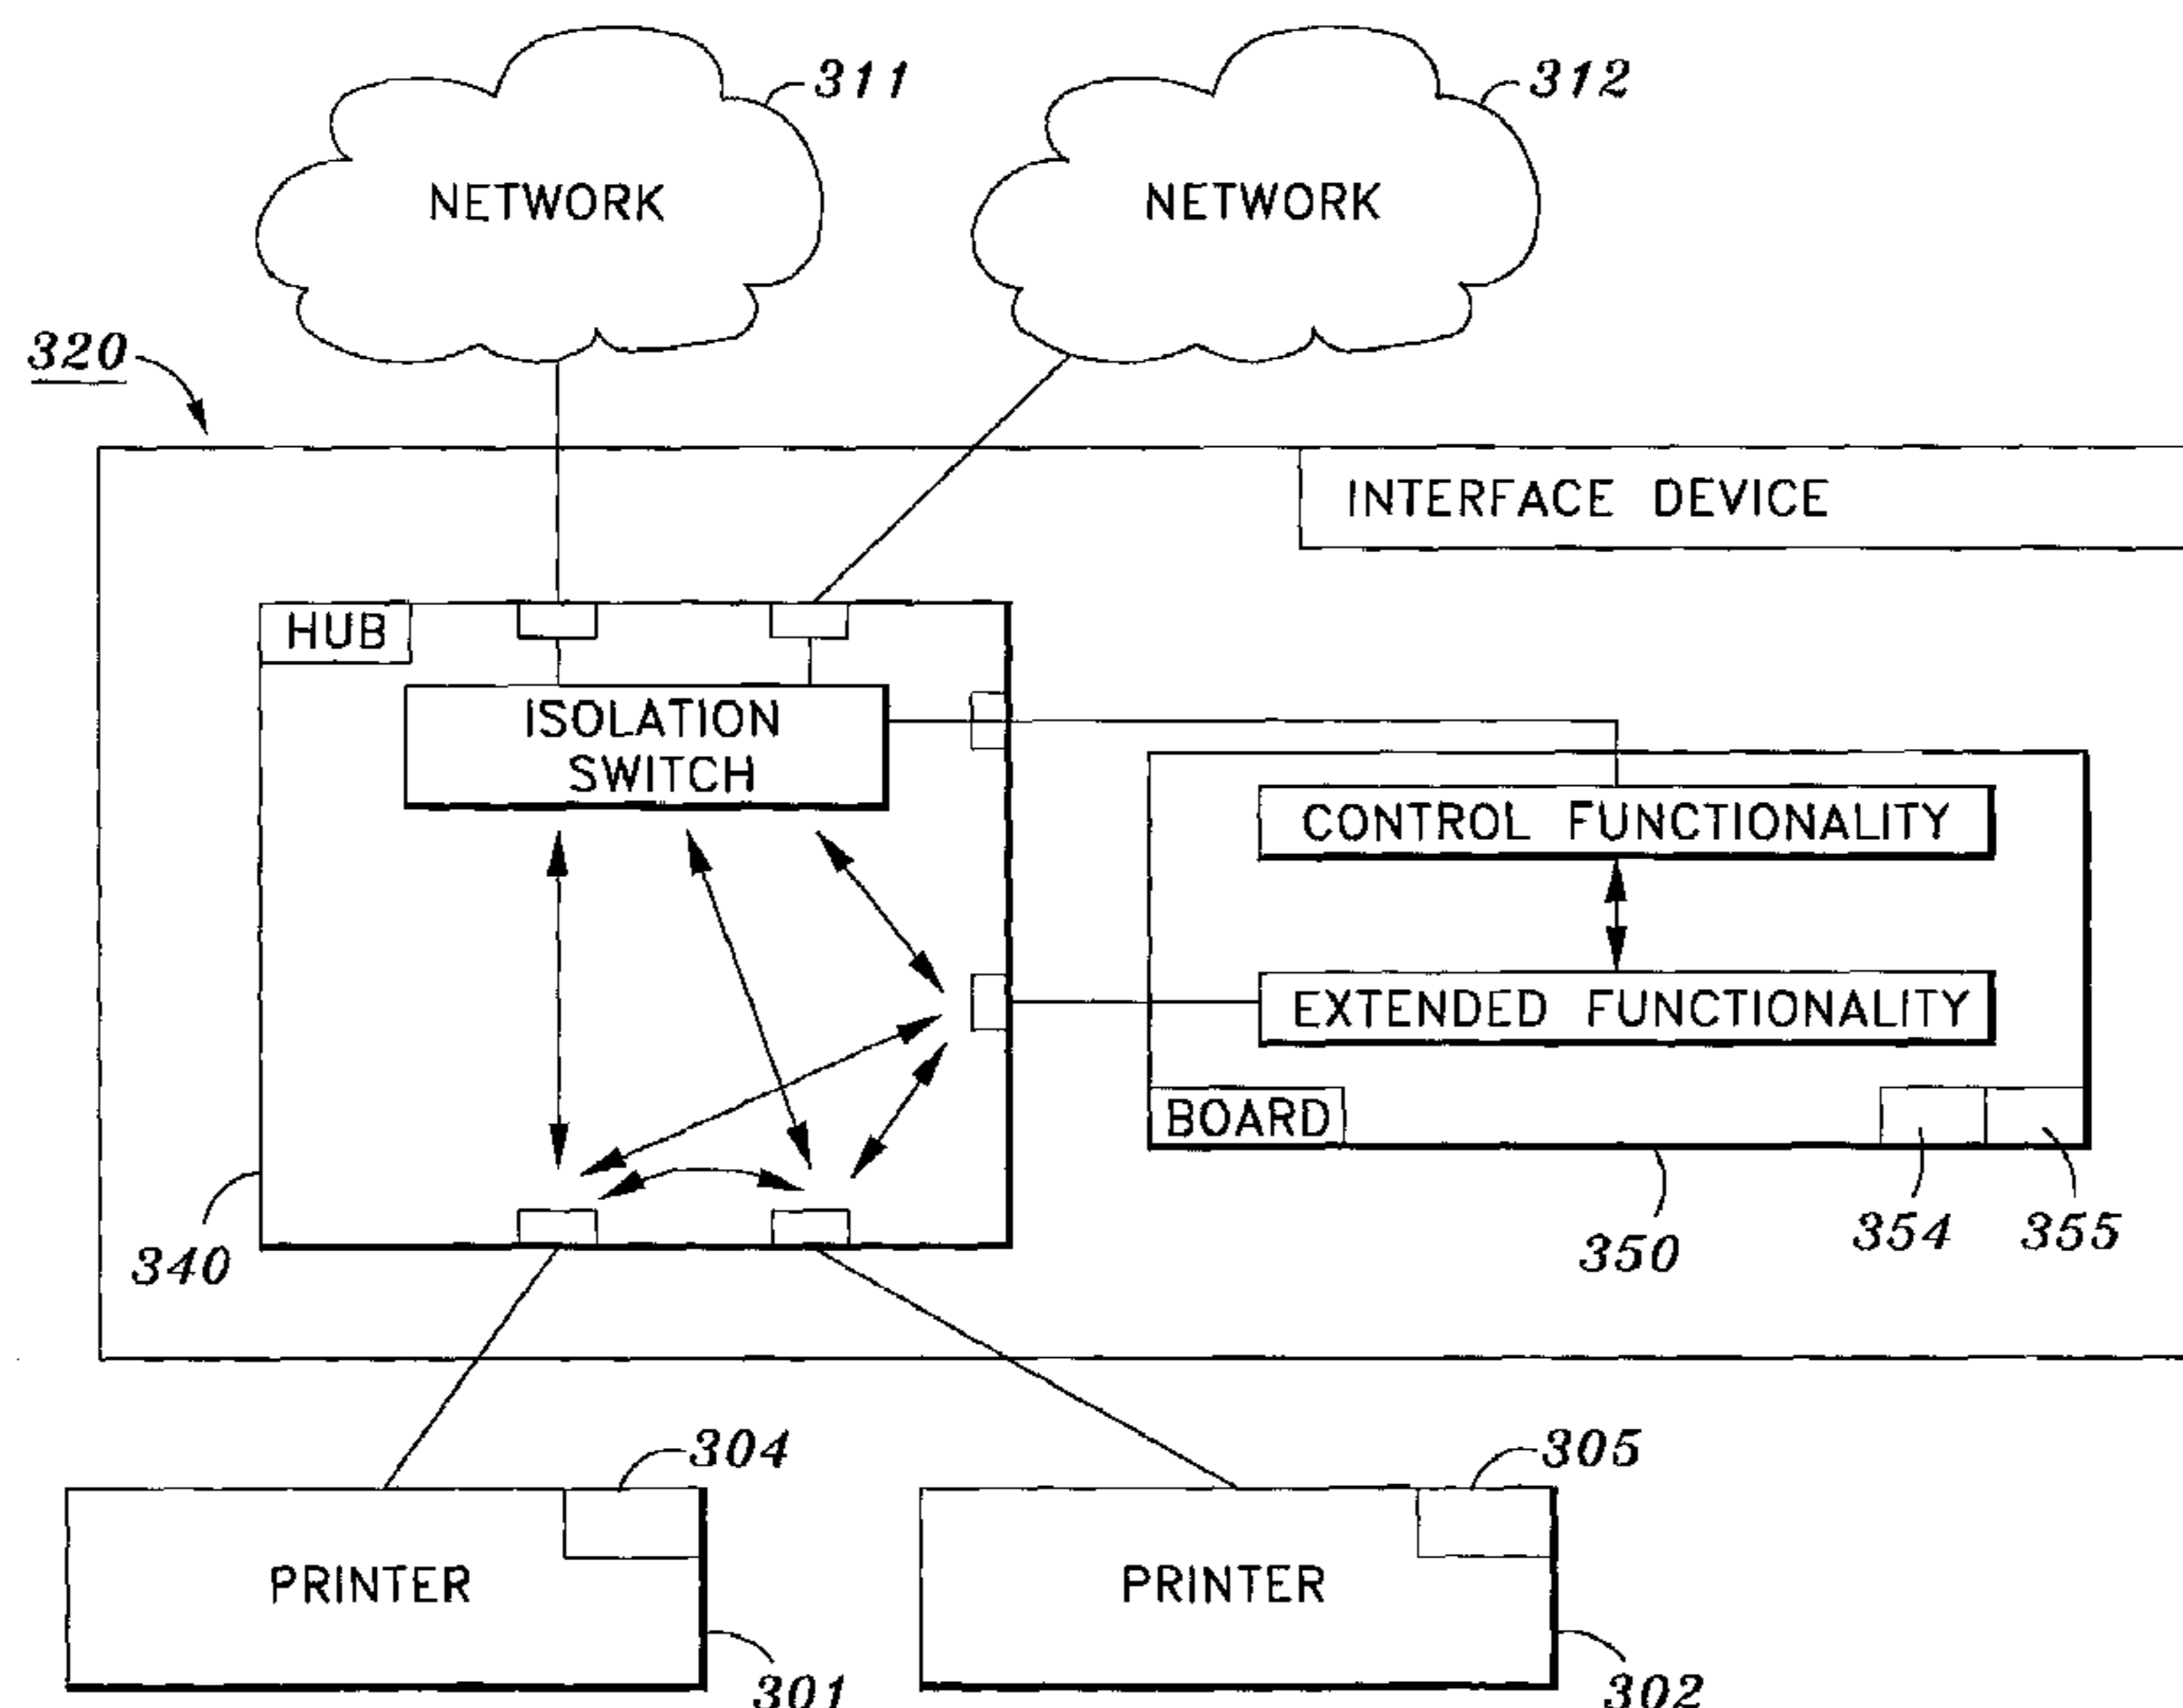 311
312
NETWORK
NETWORK
320
INTERFACE DEVICE
HUB
ISOLATION
SWITCH
CONTROL FUNCTIONALITY
EXTENDED FUNCTIONALITY
BOARD
340
350
354
355
304
305
PRINTER
PRINTER
301
302